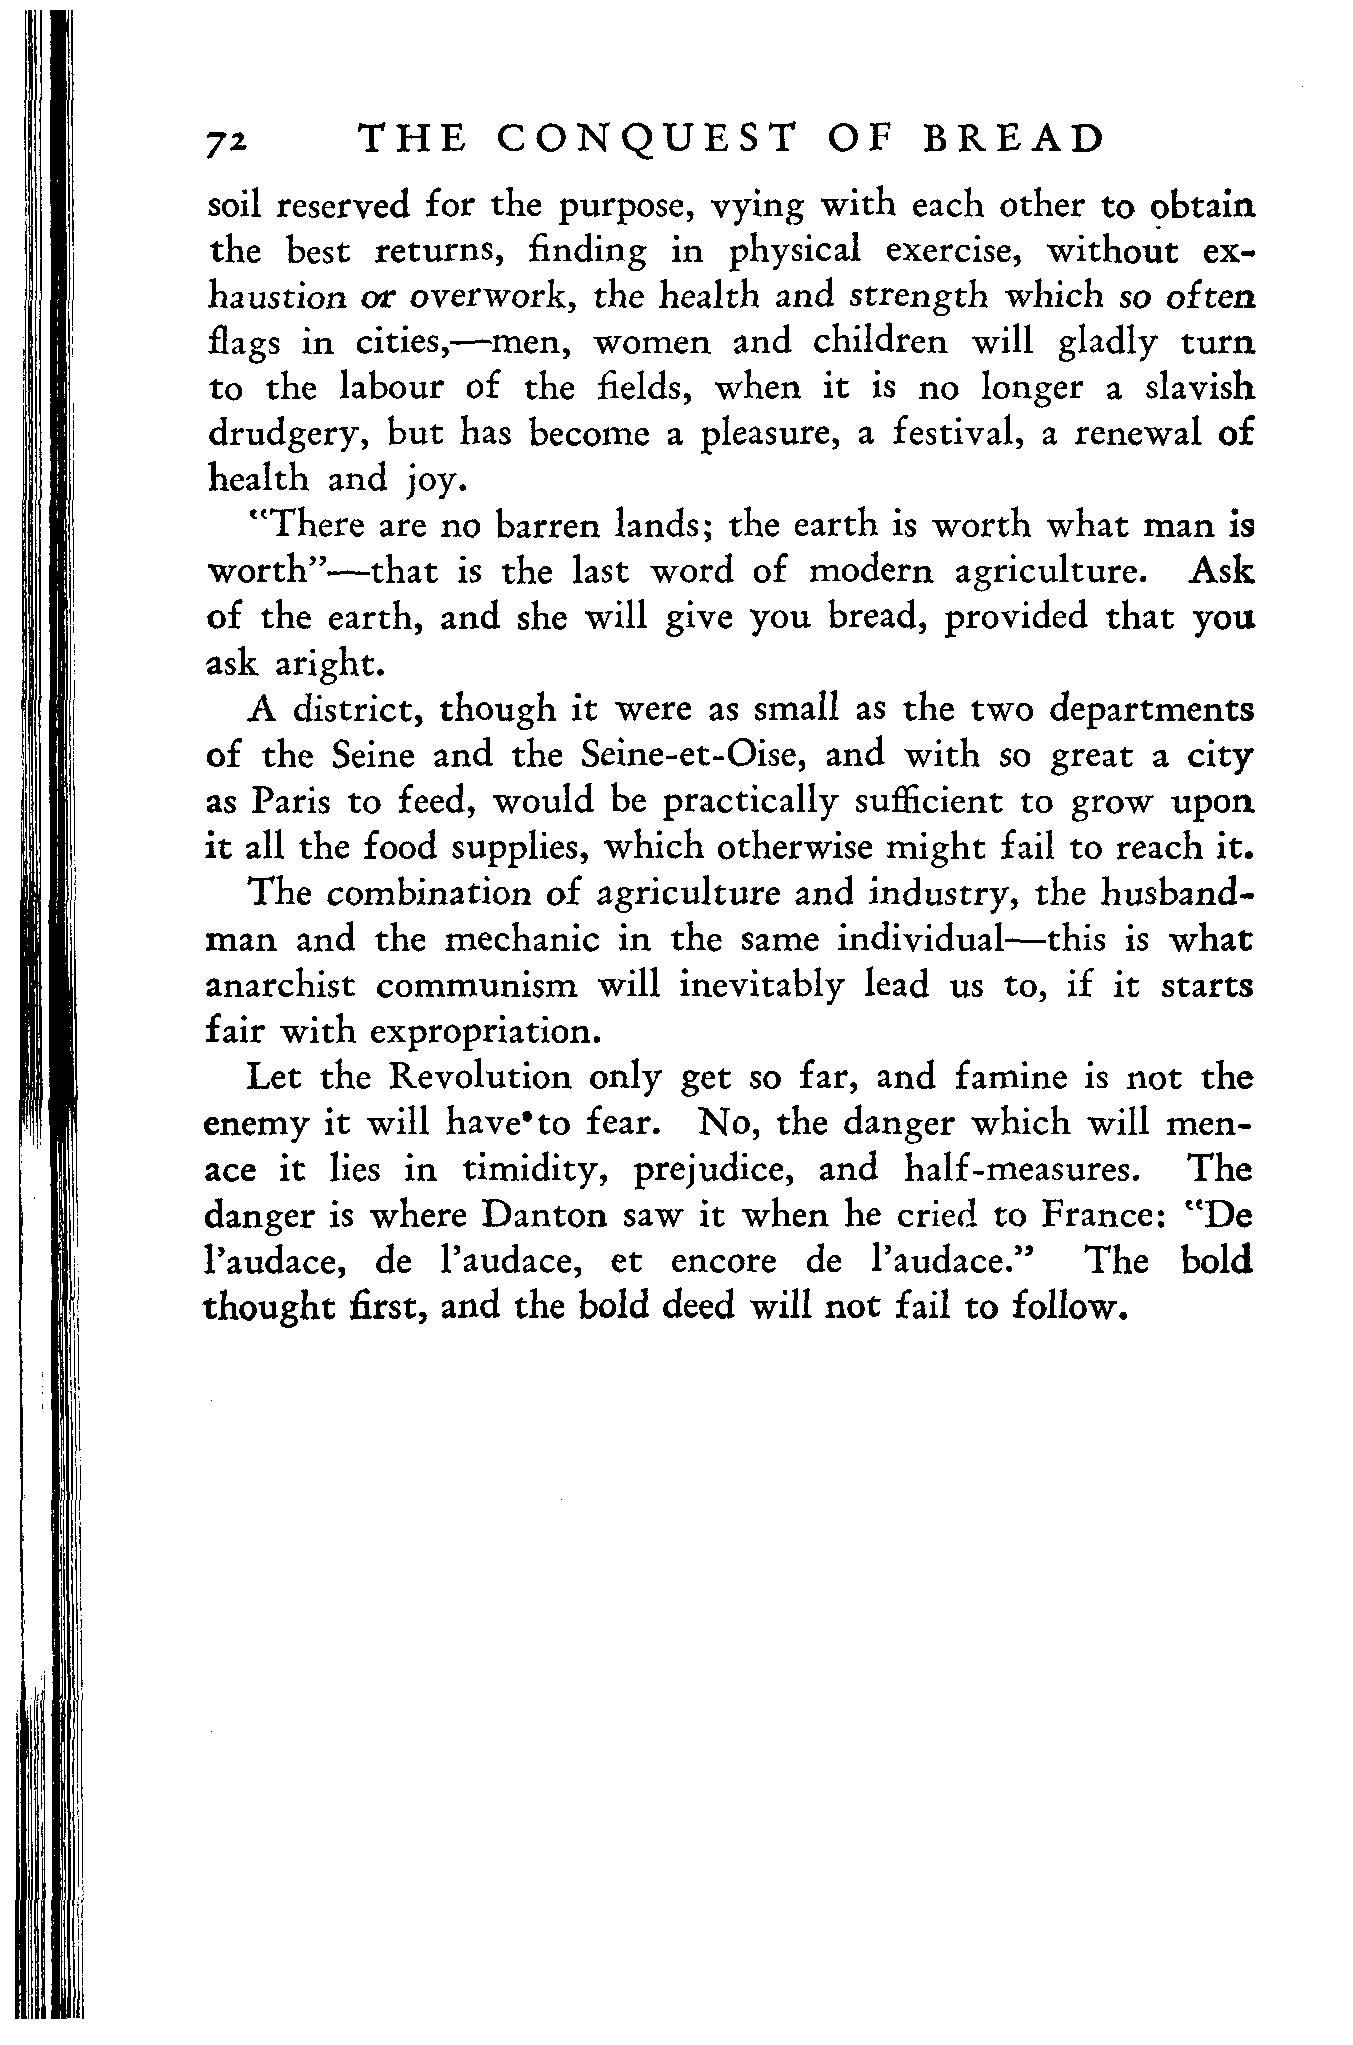 72 THE CONQUEST OF BREAD
soil reserved for the purpose, vying with each other to obtain
the best returns, finding in physical exercise, without ex-
haustion or overwork, the health and strength which so often
flags in cities,—men, women and children will gladly turn
to the labour of the fields, when it is no longer a slavish
drudgery, but has become a pleasure, a festival, a renewal of
health and joy.
"There are no barren lands; the earth is worth what man is
worth"—that is the last word of modern agriculture. Ask
of the earth, and she will give you bread, provided that you
ask aright.
A district, though it were as small as the two departments
of the Seine and the Seine-et-Oise, and with so great a city
as Paris to feed, would be practically sufficient to grow upon
it all the food supplies, which otherwise might fail to reach it.
The combination of agriculture and industry, the husband-
man and the mechanic in the same individual—this is what
anarchist communism will inevitably lead us to, if it starts
fair with expropriation.
Let the Revolution only get so far, and famine is not the
enemy it will have to fear. No, the danger which will men-
ace it lies in timidity, prejudice, and half-measures. The
danger is where Danton saw it when he cried to France: "De
l'audace, de l'audace, et encore de l'audace." The bold
thought first, and the bold deed will not fail to follow.